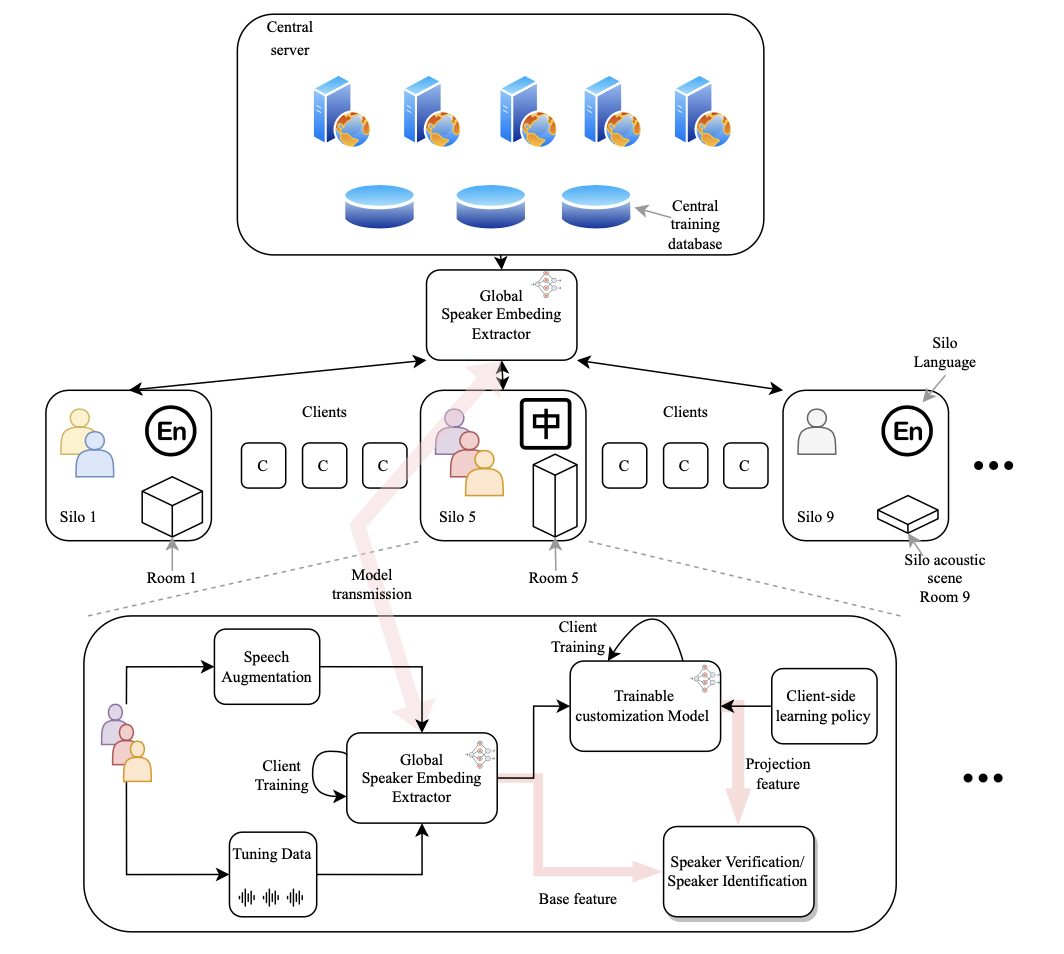 Central
server
Central
training
database
Global
Speaker Embeding
Extractor
Silo
Language
En
Silo 1
Room 1
Clients
C
C
C
中
Silo 5
Room 5
Clients
C
C
C
En
Silo 9
Silo acoustic
scene
Room 9
Model
transmission
Speech
Augmentation
Client
Training
Global
Speaker Embeding
Extractor
Tuning Data
Client
Training
Trainable
customization Model
Client-side
learning policy
Projection
feature
Base feature
Speaker Verification/
Speaker Identification